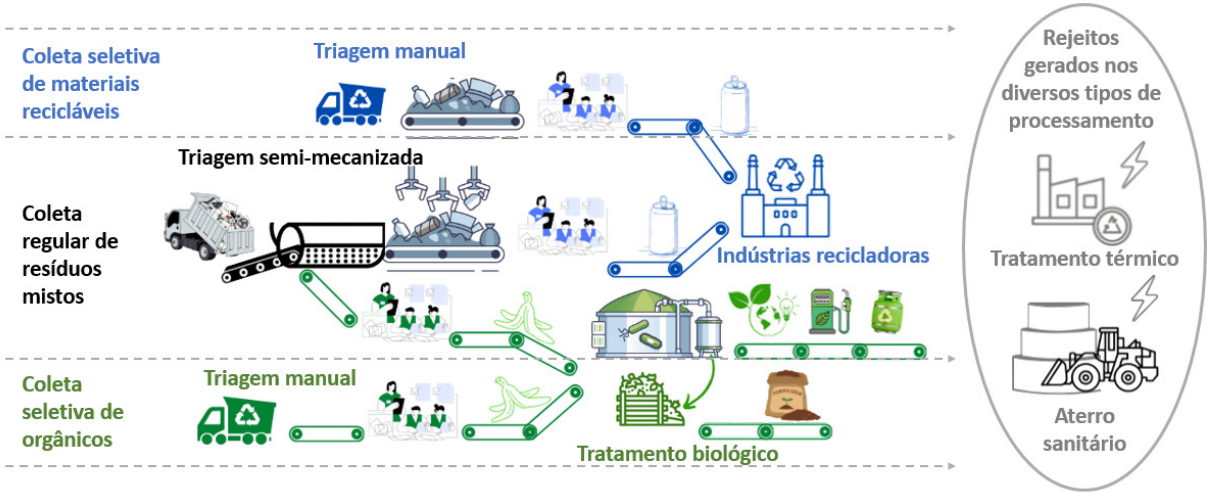 Coleta seletiva
de materiais
recicláveis
Triagem manual
Triagem semi-mecanizada
Coleta
regular de
resíduos
mistos
Indústrias recicladoras
Coleta
seletiva de
orgânicos
Triagem manual
Tratamento biológico
Rejeitos
gerados nos
diversos tipos de
processamento
Tratamento térmico
Aterro
sanitário